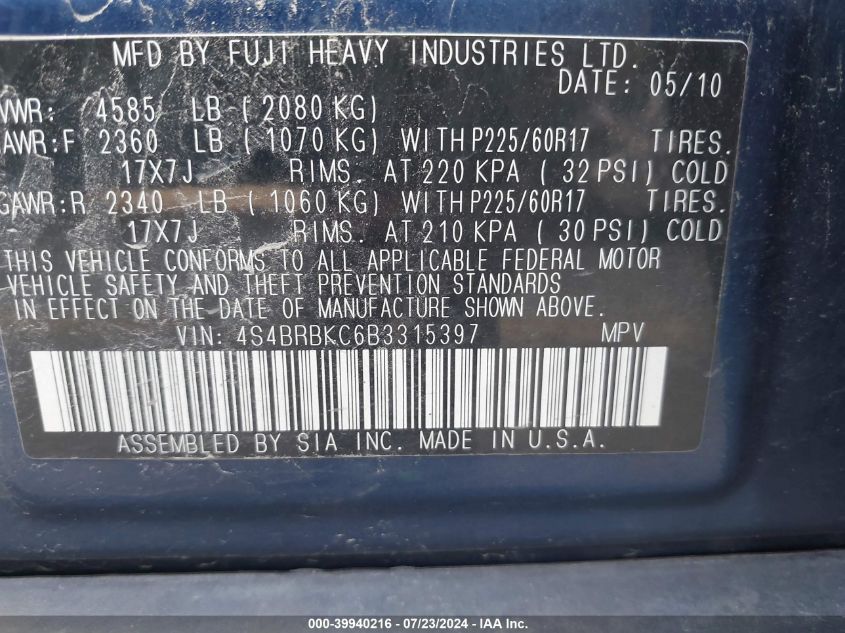 MFD BY FUJI HEAVY INDUSTRIES LTD.
DATE: 05/10
VWR: 4585 LB ( 2080 KG)
AWR:F 2360 LB ( 1070 KG) WITH P225/60R17 TIRES.
17X7J RIMS. AT 220 KPA ( 32 PSI) COLD
GAWR:R 2340 LB ( 1060 KG) WITH P225/60R17 TIRES.
17X7J RIMS. AT 210 KPA ( 30 PSI) COLD
THIS VEHICLE CONFORMS TO ALL APPLICABLE FEDERAL MOTOR
VEHICLE SAFETY AND THEFT PREVENTION STANDARDS
IN EFFECT ON THE DATE OF MANUFACTURE SHOWN ABOVE.
VIN: 4S4BRBKC6B3315397 MPV
ASSEMBLED BY SIA INC. MADE IN U.S.A.
000-39940216 - 07/23/2024 - IAA Inc.